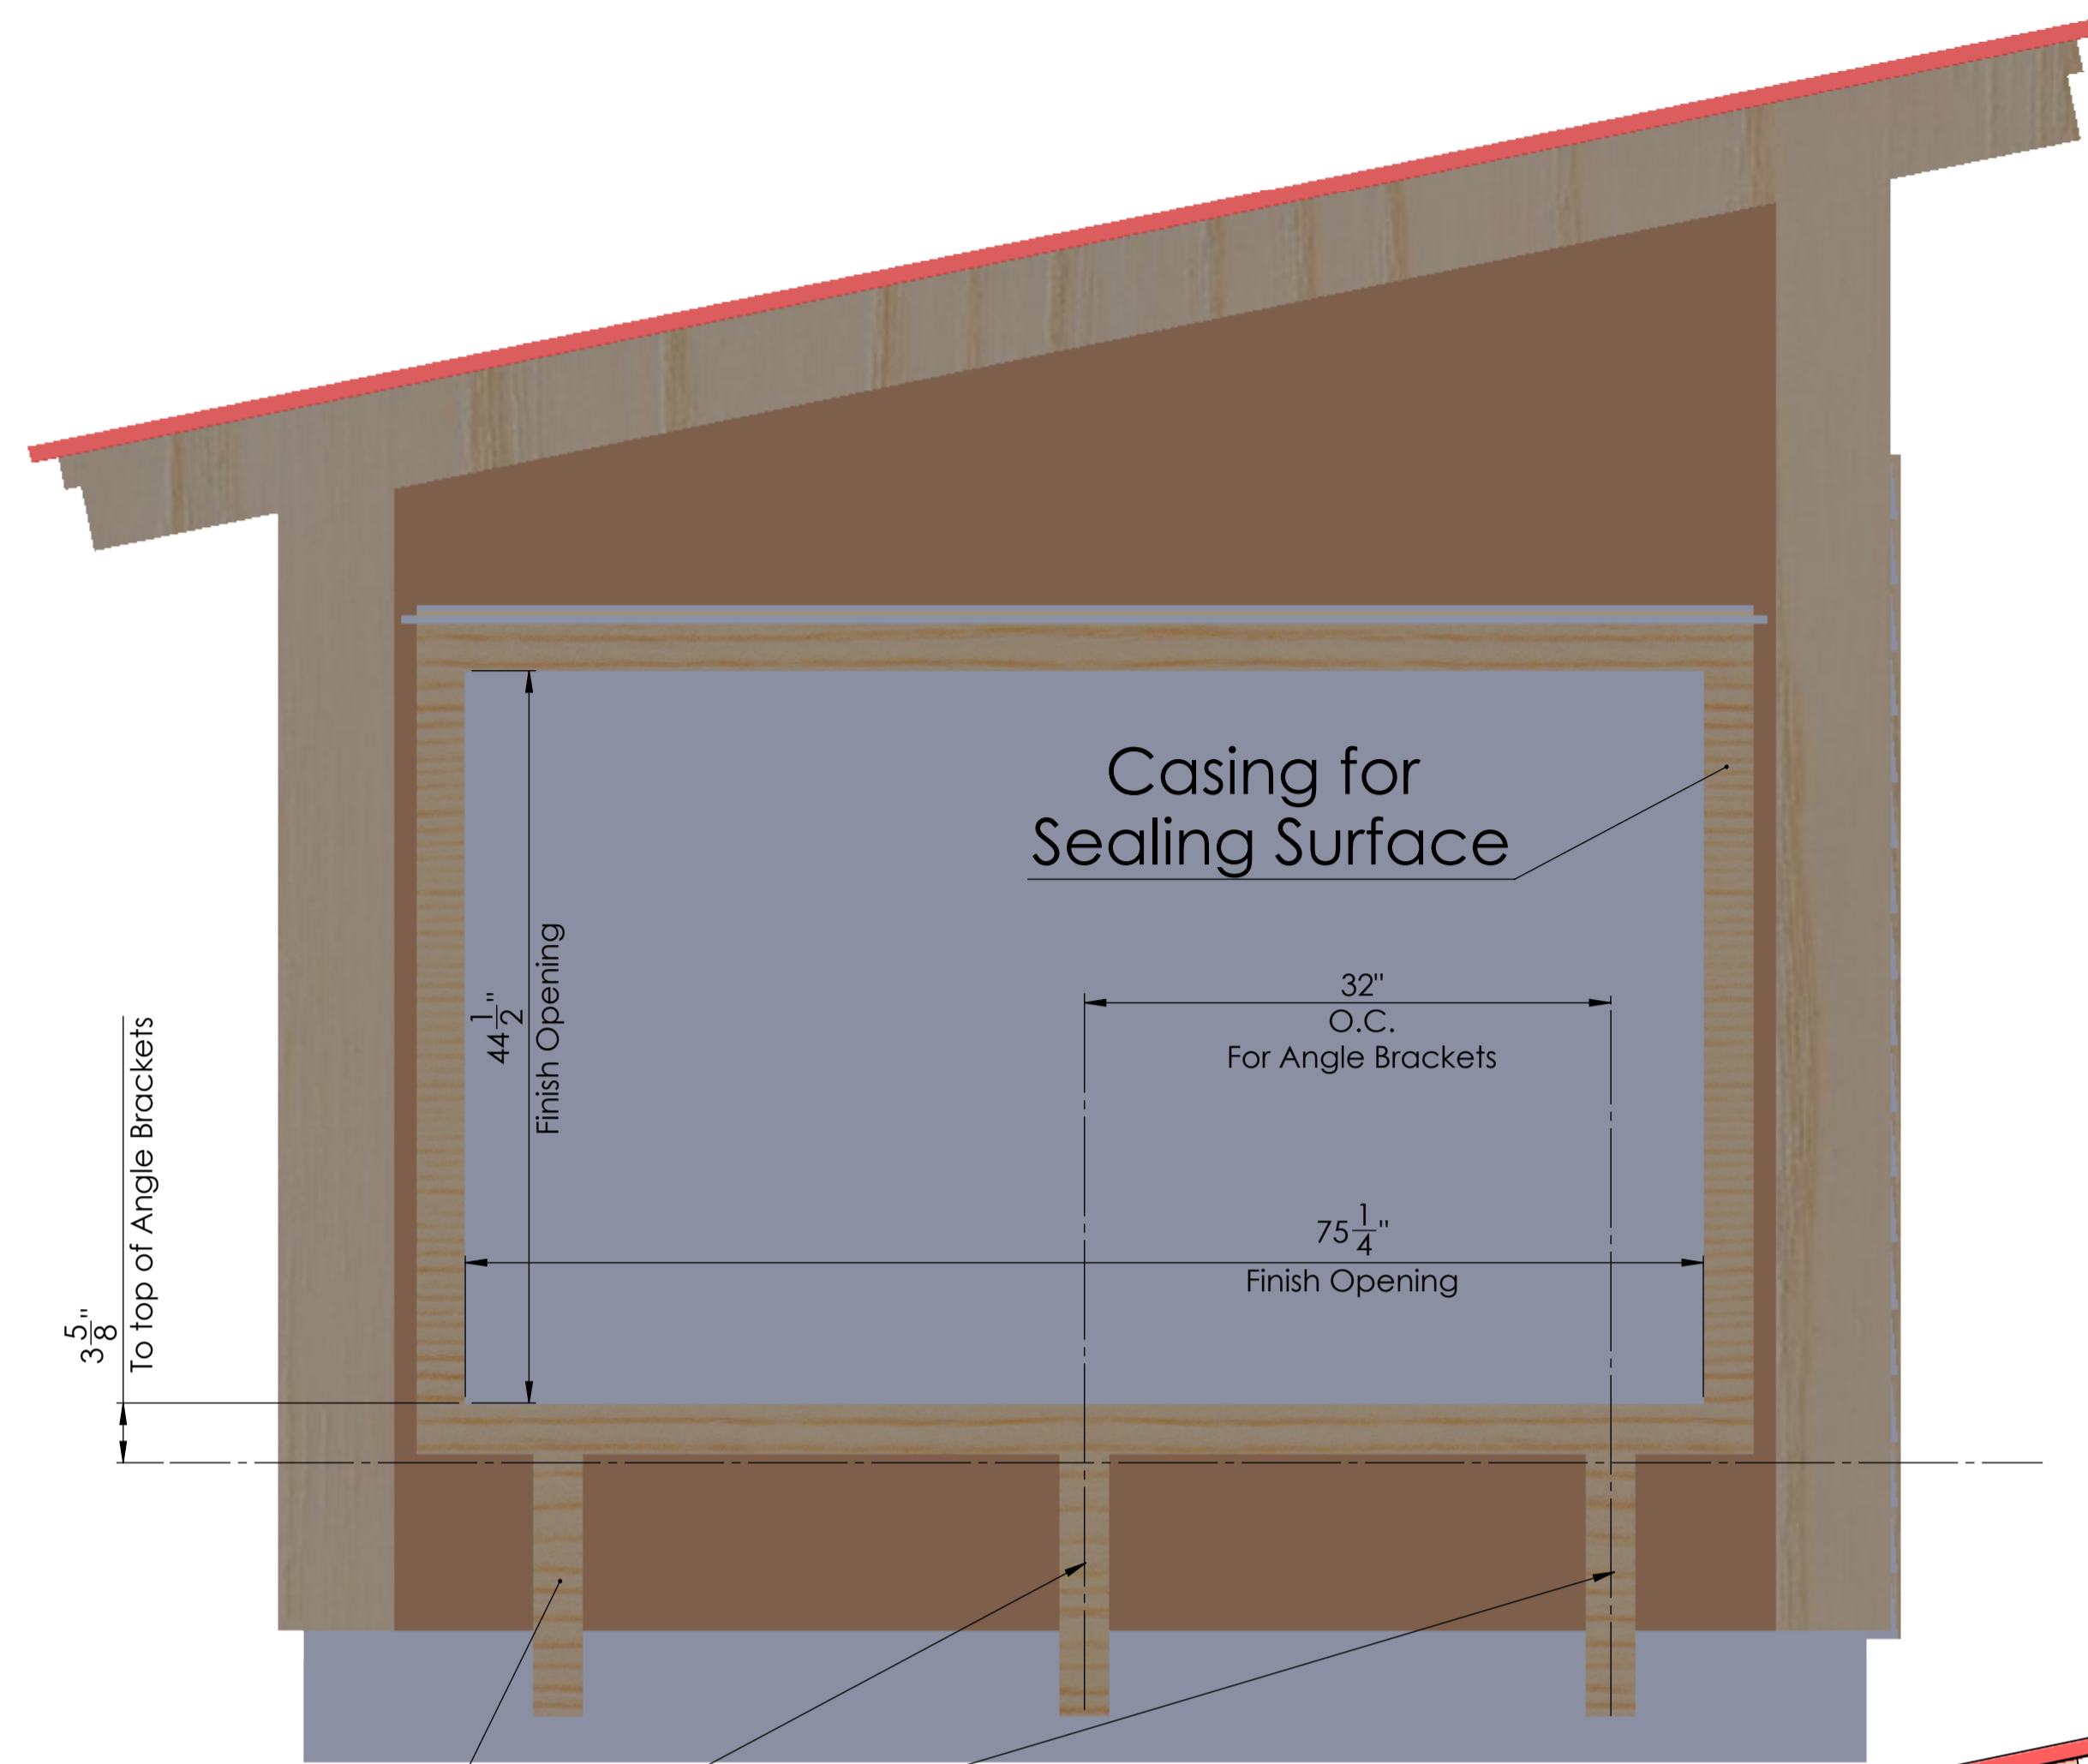 Casing for
Sealing Surface
44 1/2"
Finish Opening
32"
O.C.
For Angle Brackets
75 1/4"
Finish Opening
3 5/8"
To top of Angle Brackets